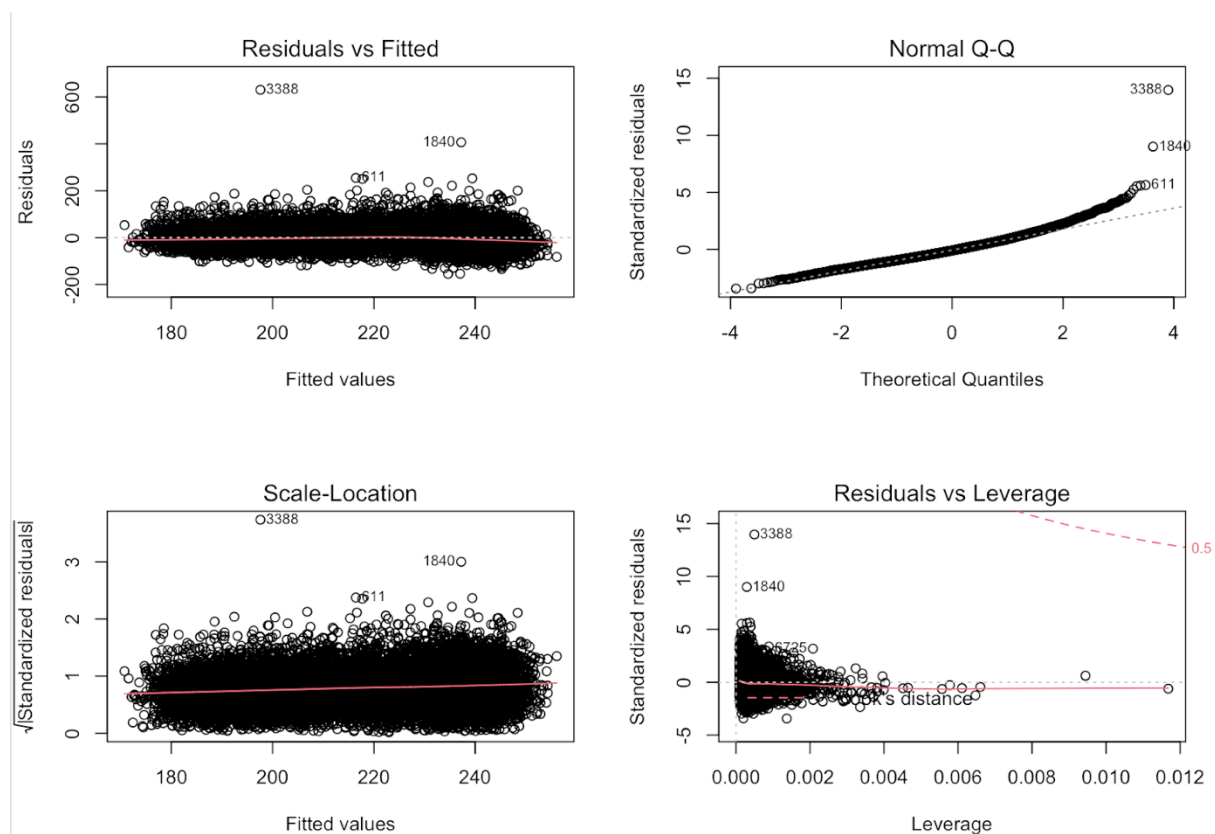 Residuals vs Fitted
Residuals
600
200
0
-200
3388
1840
611
180 200 220 240
Fitted values
Normal Q-Q
Standardized residuals
15
10
5
0
3388
1840
611
-4 -2 0 2 4
Theoretical Quantiles
Scale-Location
√|Standardized residuals|
3
2
1
0
3388
1840
611
180 200 220 240
Fitted values
Residuals vs Leverage
Standardized residuals
15
10
5
0
-5
3388
1840
6725
0.5
distance
0.000 0.002 0.004 0.006 0.008 0.010 0.012
Leverage